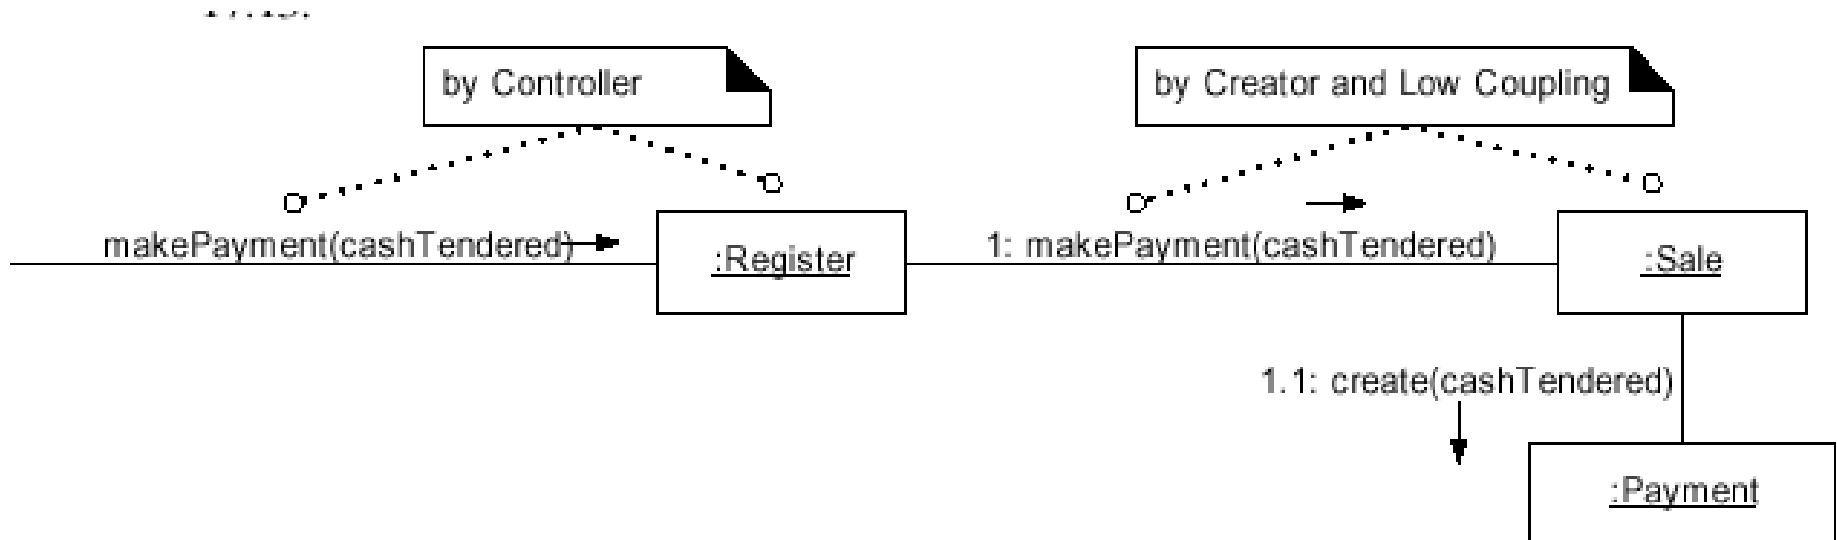 by Controller
by Creator and Low Coupling
makePayment(cashTendered)
:Register
1: makePayment(cashTendered)
:Sale
1.1: create(cashTendered)
:Payment